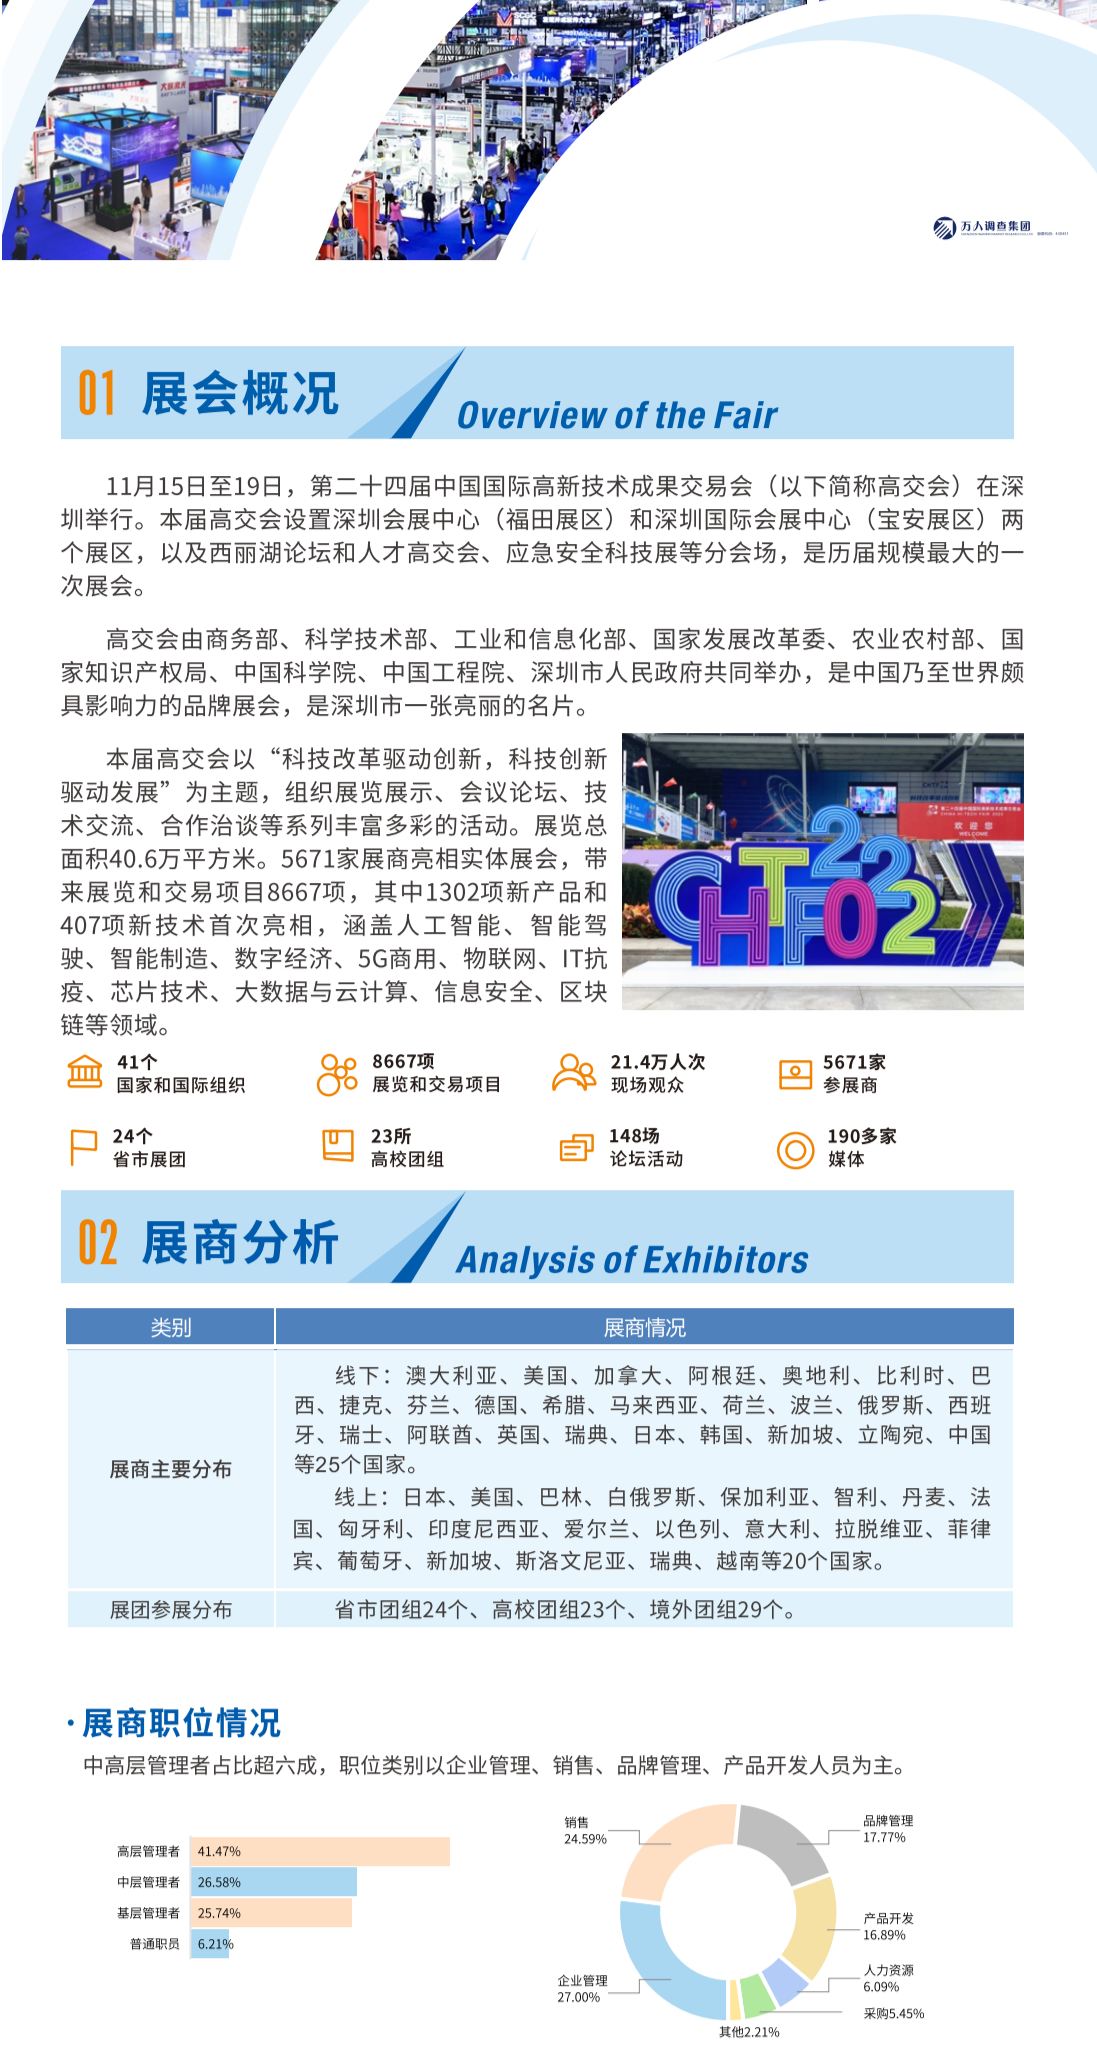 大族激光
SCGC
万人调查集团
01 展会概况
Overview of the Fair
11月15日至19日，第二十四届中国国际高新技术成果交易会（以下简称高交会）在深
圳举行。本届高交会设置深圳会展中心（福田展区）和深圳国际会展中心（宝安展区）两
个展区，以及西丽湖论坛和人才高交会、应急安全科技展等分会场，是历届规模最大的一
次展会。
高交会由商务部、科学技术部、工业和信息化部、国家发展改革委、农业农村部、国
家知识产权局、中国科学院、中国工程院、深圳市人民政府共同举办，是中国乃至世界颇
具影响力的品牌展会，是深圳市一张亮丽的名片。
本届高交会以“科技改革驱动创新，科技创新
驱动发展”为主题，组织展览展示、会议论坛、技
术交流、合作洽谈等系列丰富多彩的活动。展览总
面积40.6万平方米。5671家展商亮相实体展会，带
来展览和交易项目8667项，其中1302项新产品和
407项新技术首次亮相，涵盖人工智能、智能驾
驶、智能制造、数字经济、5G商用、物联网、IT抗
疫、芯片技术、大数据与云计算、信息安全、区块
链等领域。
第二十四届中国国际高新技术成果交易会
CHINA HI-TECH FAIR 2022
欢迎您
WELCOME
CHTF
2022
41个
国家和国际组织
8667项
展览和交易项目
21.4万人次
现场观众
5671家
参展商
24个
省市展团
23所
高校团组
148场
论坛活动
190多家
媒体
02 展商分析
Analysis of Exhibitors
类别
展商情况
展商主要分布
线下：澳大利亚、美国、加拿大、阿根廷、奥地利、比利时、巴
西、捷克、芬兰、德国、希腊、马来西亚、荷兰、波兰、俄罗斯、西班
牙、瑞士、阿联酋、英国、瑞典、日本、韩国、新加坡、立陶宛、中国
等25个国家。
线上：日本、美国、巴林、白俄罗斯、保加利亚、智利、丹麦、法
国、匈牙利、印度尼西亚、爱尔兰、以色列、意大利、拉脱维亚、菲律
宾、葡萄牙、新加坡、斯洛文尼亚、瑞典、越南等20个国家。
展团参展分布
省市团组24个、高校团组23个、境外团组29个。
·展商职位情况
中高层管理者占比超六成，职位类别以企业管理、销售、品牌管理、产品开发人员为主。
高层管理者 41.47%
中层管理者 26.58%
基层管理者 25.74%
普通职员 6.21%
销售
24.59%
品牌管理
17.77%
产品开发
16.89%
人力资源
6.09%
采购5.45%
其他2.21%
企业管理
27.00%